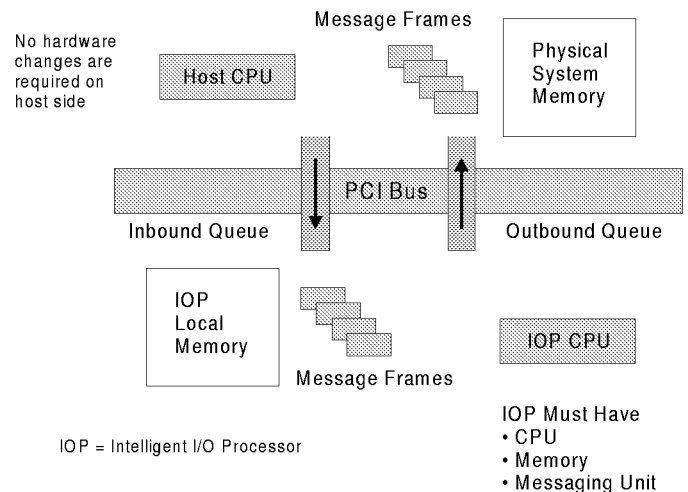 Message Frames
No hardware
changes are
required on
host side
Host CPU
Physical
System
Memory
PCI Bus
Inbound Queue
Outbound Queue
IOP
Local
Memory
IOP CPU
Message Frames
IOP Must Have
• CPU
• Memory
• Messaging Unit
IOP = Intelligent I/O Processor